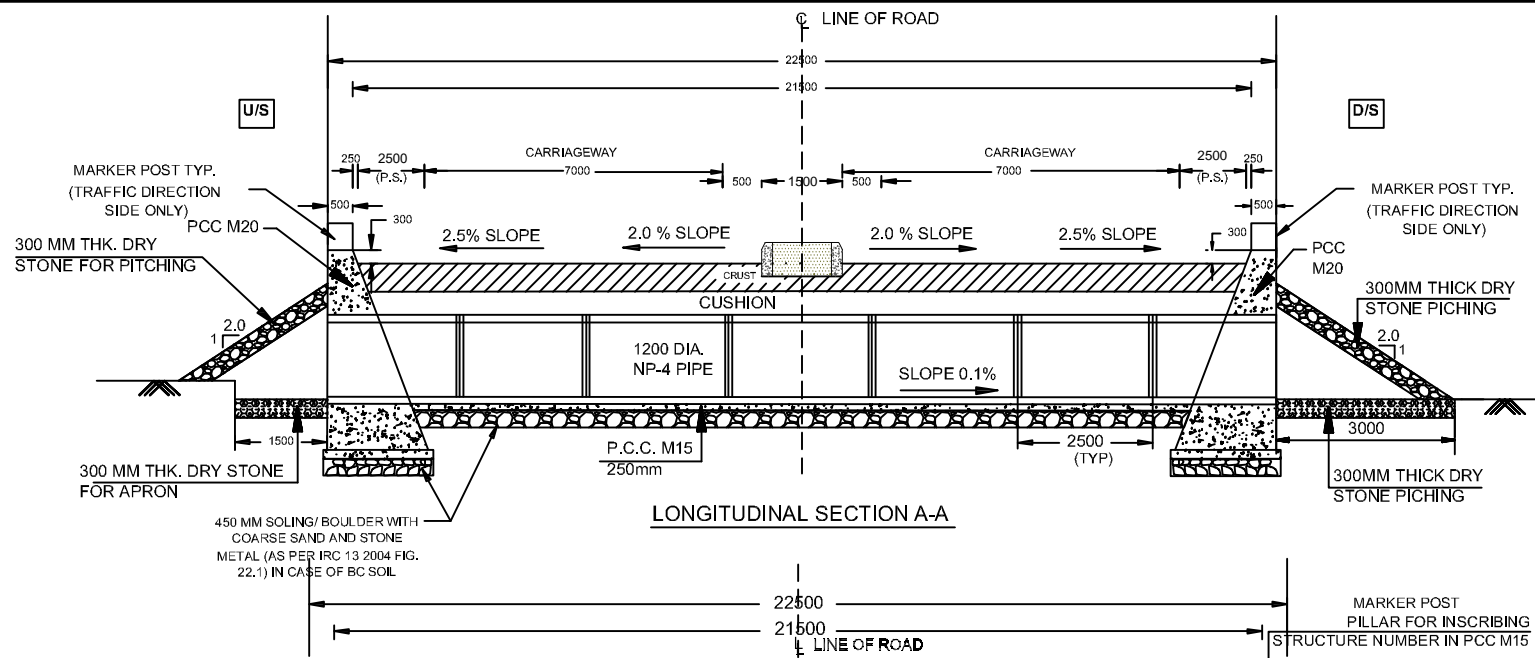 C LINE OF ROAD
L
22500
21500
U/S
D/S
CARRIAGEWAY
7000
CARRIAGEWAY
7000
250
2500
(P.S.)
500
1500
500
2500
(P.S.)
250
MARKER POST TYP.
(TRAFFIC DIRECTION
SIDE ONLY)
500
300
PCC M20
300 MM THK. DRY
STONE FOR PITCHING
2.5% SLOPE
2.0 % SLOPE
2.0 % SLOPE
2.5% SLOPE
500
300
MARKER POST TYP.
(TRAFFIC DIRECTION
SIDE ONLY)
PCC
M20
300MM THICK DRY
STONE PICHING
CRUST
CUSHION
2.0
1
2.0
1
1200 DIA.
NP-4 PIPE
SLOPE 0.1%
1500
P.C.C. M15
250mm
2500
(TYP)
3000
300 MM THK. DRY STONE
FOR APRON
300MM THICK DRY
STONE PICHING
450 MM SOLING/ BOULDER WITH
COARSE SAND AND STONE
METAL (AS PER IRC 13 2004 FIG.
22.1) IN CASE OF BC SOIL
LONGITUDINAL SECTION A-A
22500
21500
L LINE OF ROAD
MARKER POST
PILLAR FOR INSCRIBING
STRUCTURE NUMBER IN PCC M15